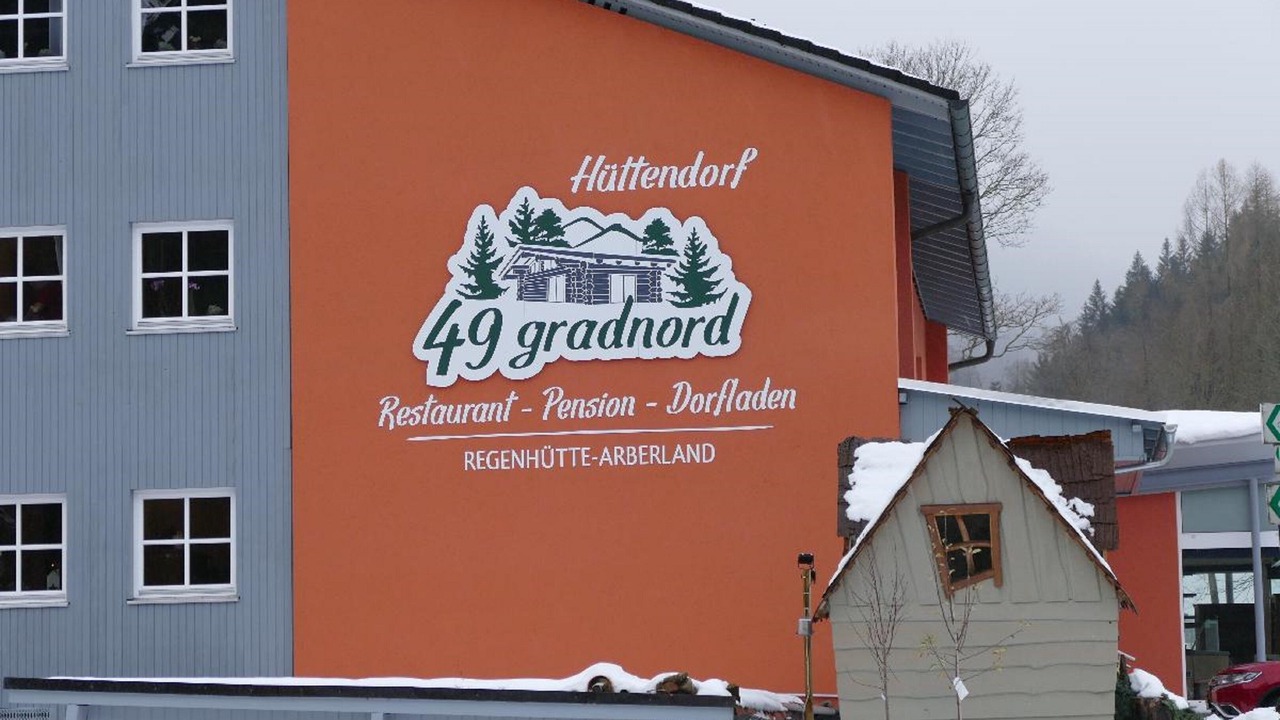 Hüttendorf
49 gradnord
Restaurant - Pension - Dorfladen
REGENHÜTTE-ARBERLAND